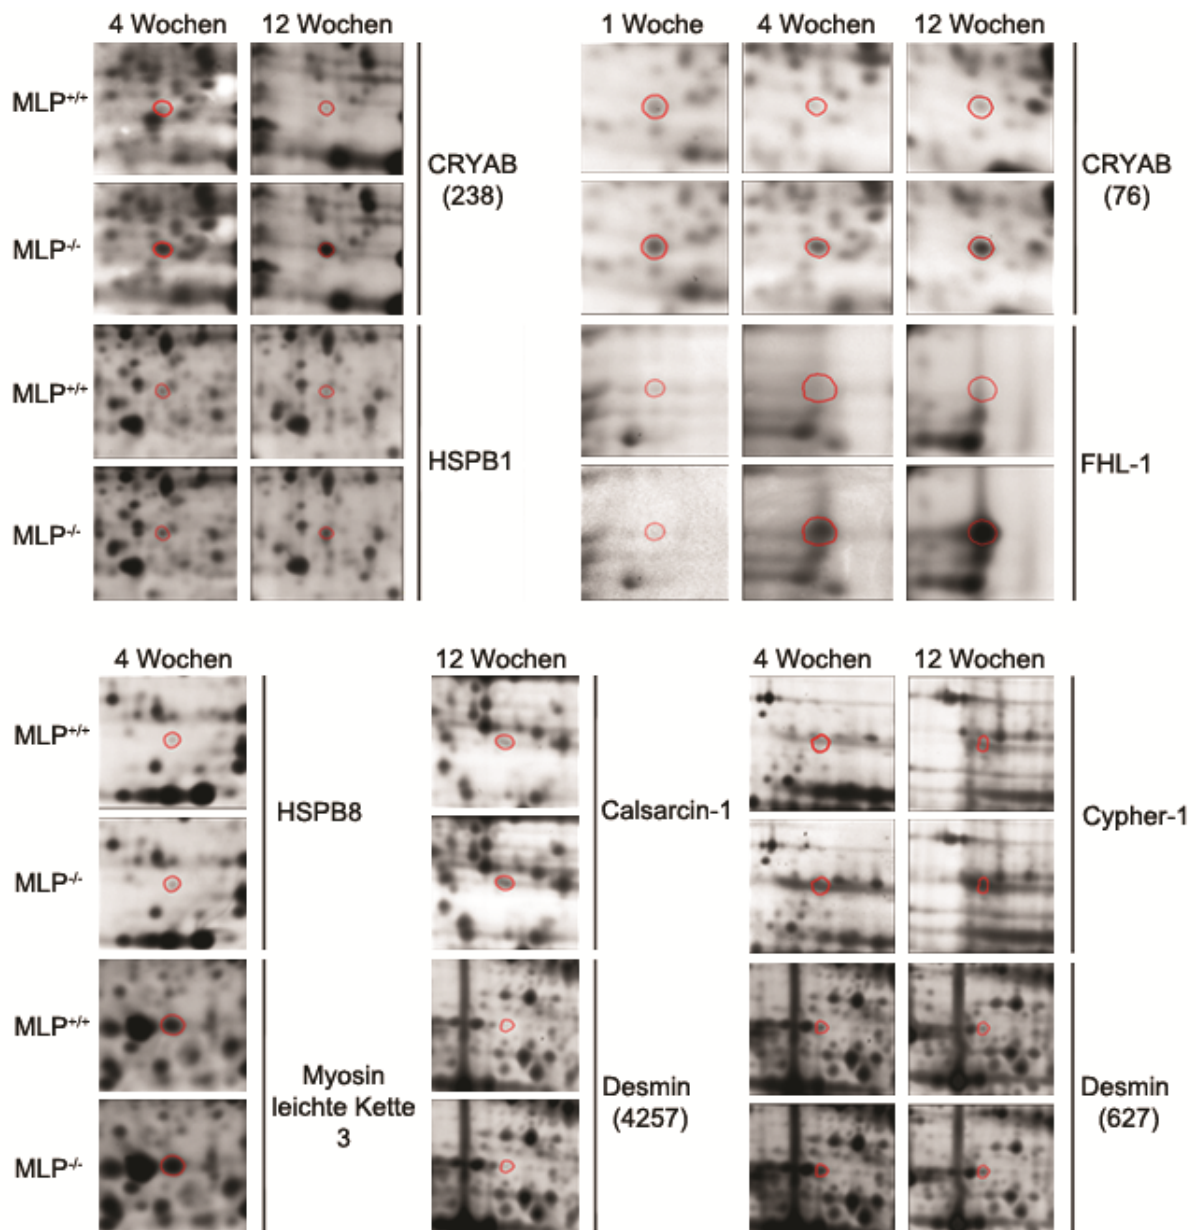 4 Wochen 12 Wochen 1 Woche 4 Wochen 12 Wochen
MLP+/+
CRYAB
(238)
CRYAB
(76)
MLP-/-
MLP+/+
HSPB1
FHL-1
MLP-/-
4 Wochen 12 Wochen 4 Wochen 12 Wochen
MLP+/+
HSPB8
Calsarcin-1
Cypher-1
MLP-/-
MLP+/+
Myosin
leichte Kette
3
Desmin
(4257)
Desmin
(627)
MLP-/-